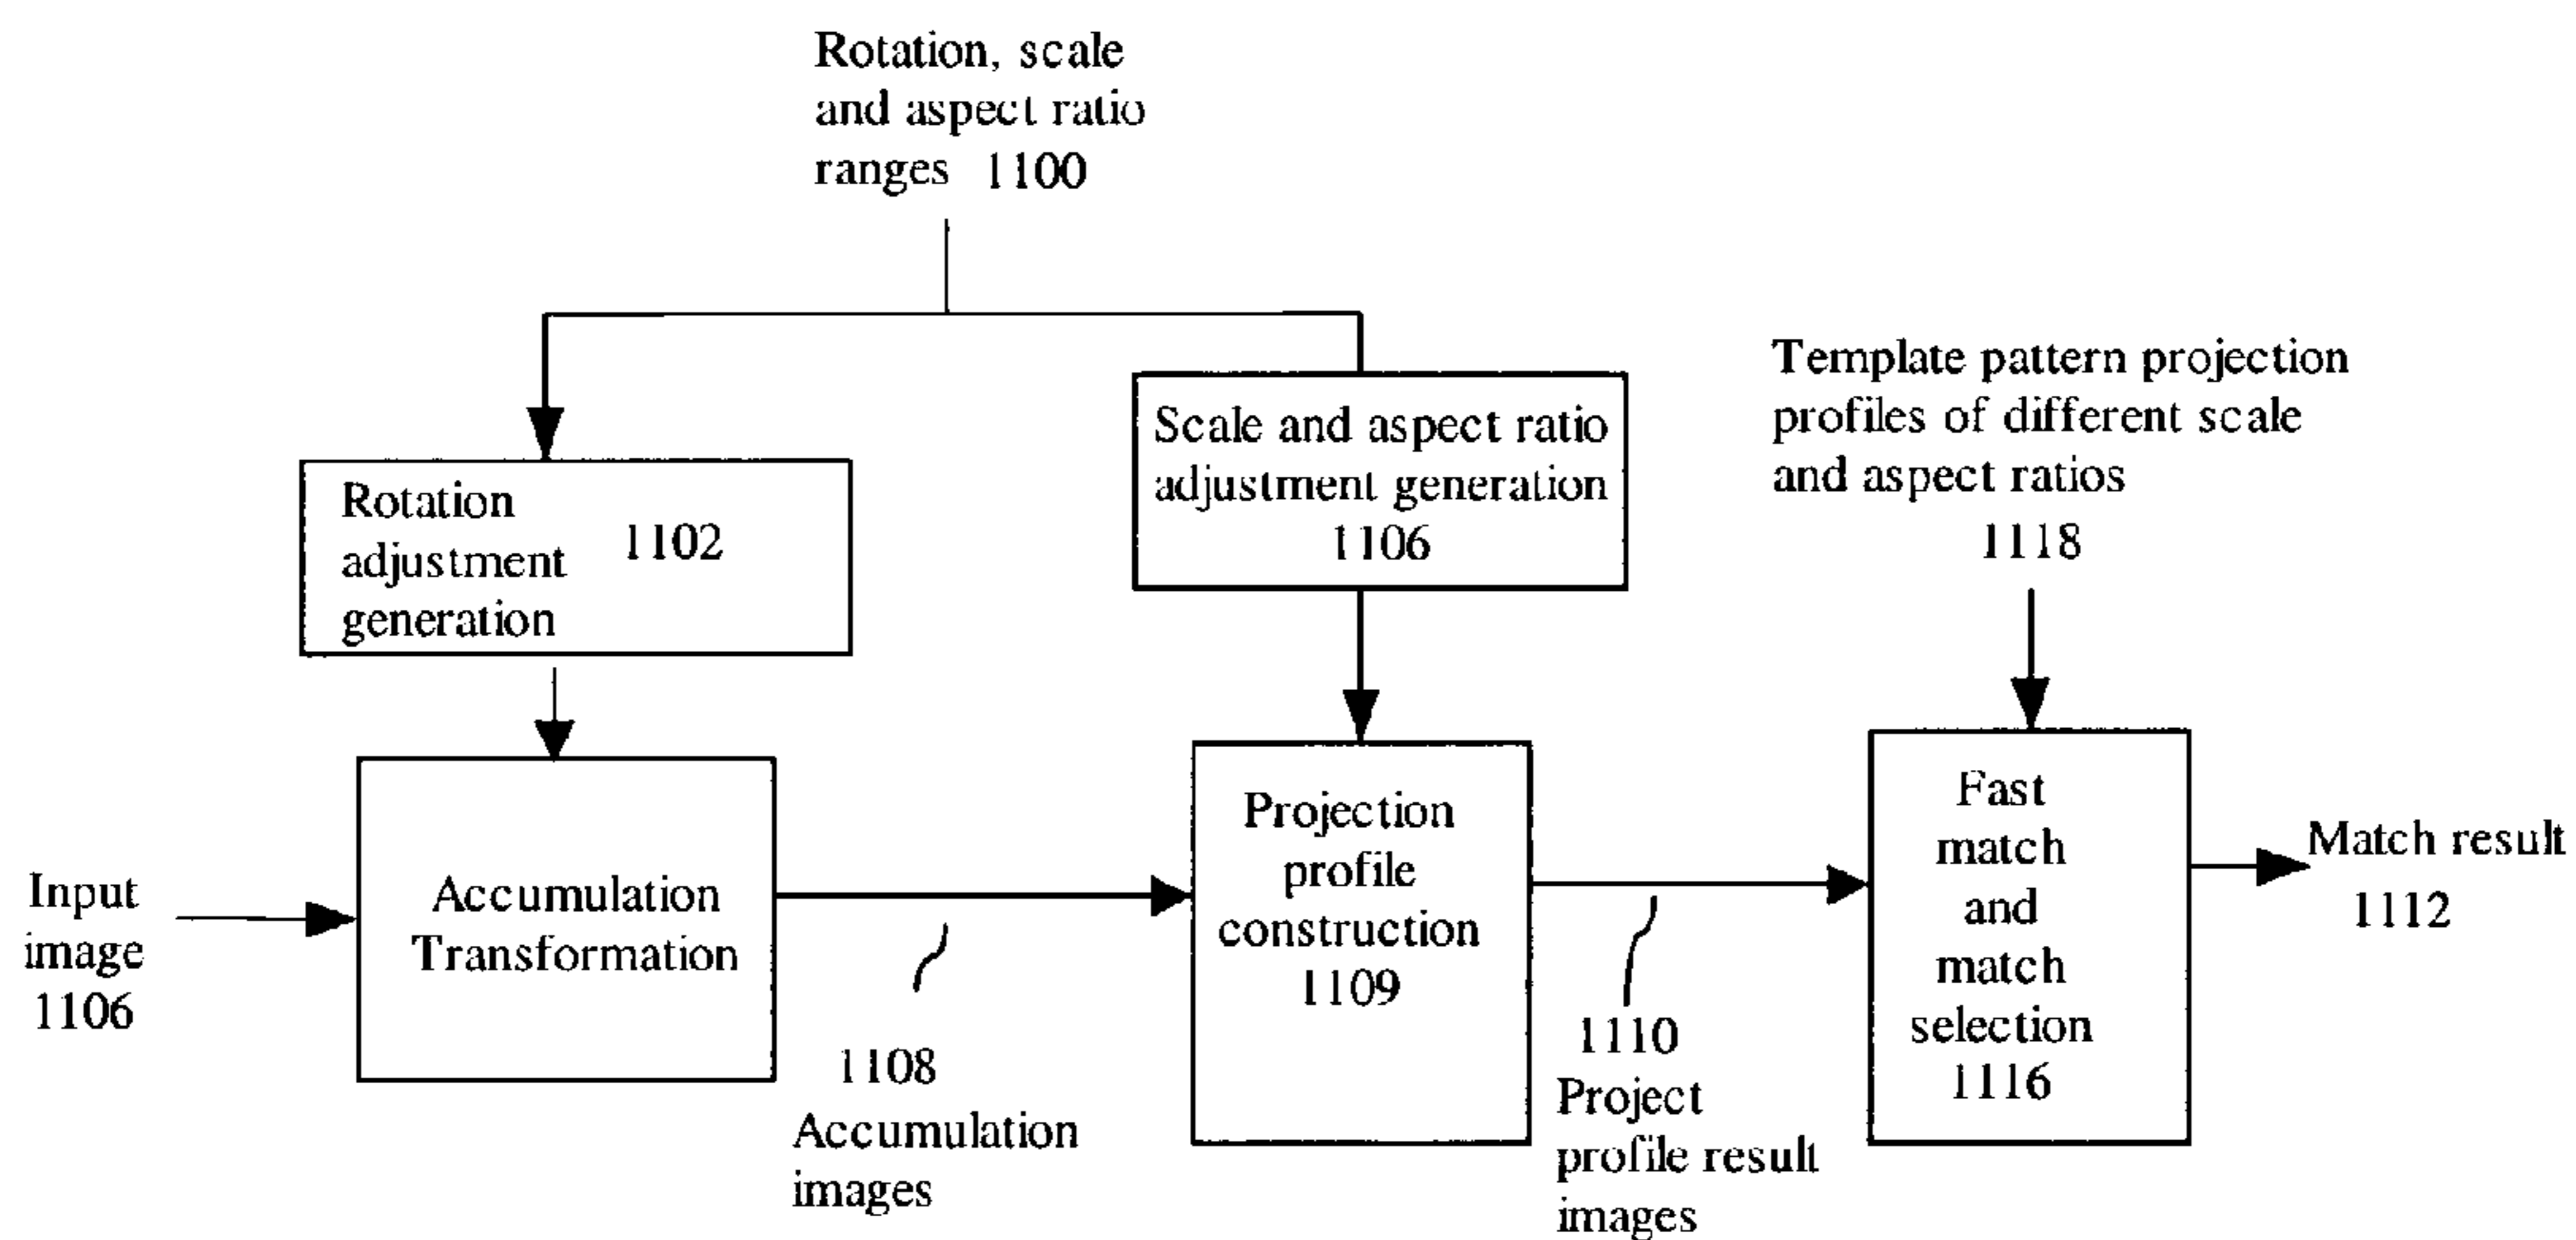 Rotation, scale
and aspect ratio
ranges 1100
Rotation
adjustment
generation
1102
Scale and aspect ratio
adjustment generation
1106
Template pattern projection
profiles of different scale
and aspect ratios
1118
Input
image
1106
Accumulation
Transformation
1108
Accumulation
images
Projection
profile
construction
1109
1110
Project
profile result
images
Fast
match
and
match
selection
1116
Match result
1112